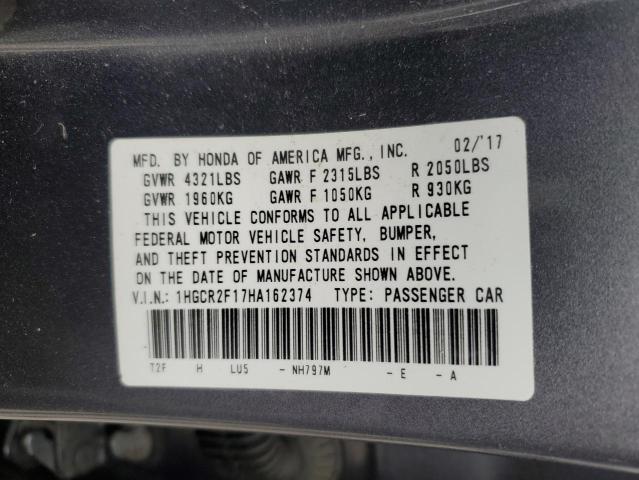 MFD. BY HONDA OF AMERICA MFG., INC. 02/'17
GVWR 4321LBS GAWR F 2315LBS R 2050LBS
GVWR 1960KG GAWR F 1050KG R 930KG
THIS VEHICLE CONFORMS TO ALL APPLICABLE
FEDERAL MOTOR VEHICLE SAFETY, BUMPER,
AND THEFT PREVENTION STANDARDS IN EFFECT
ON THE DATE OF MANUFACTURE SHOWN ABOVE.
V.I.N.: 1HGCR2F17HA162374 TYPE: PASSENGER CAR
T2F H LU5 - NH797M - E - A